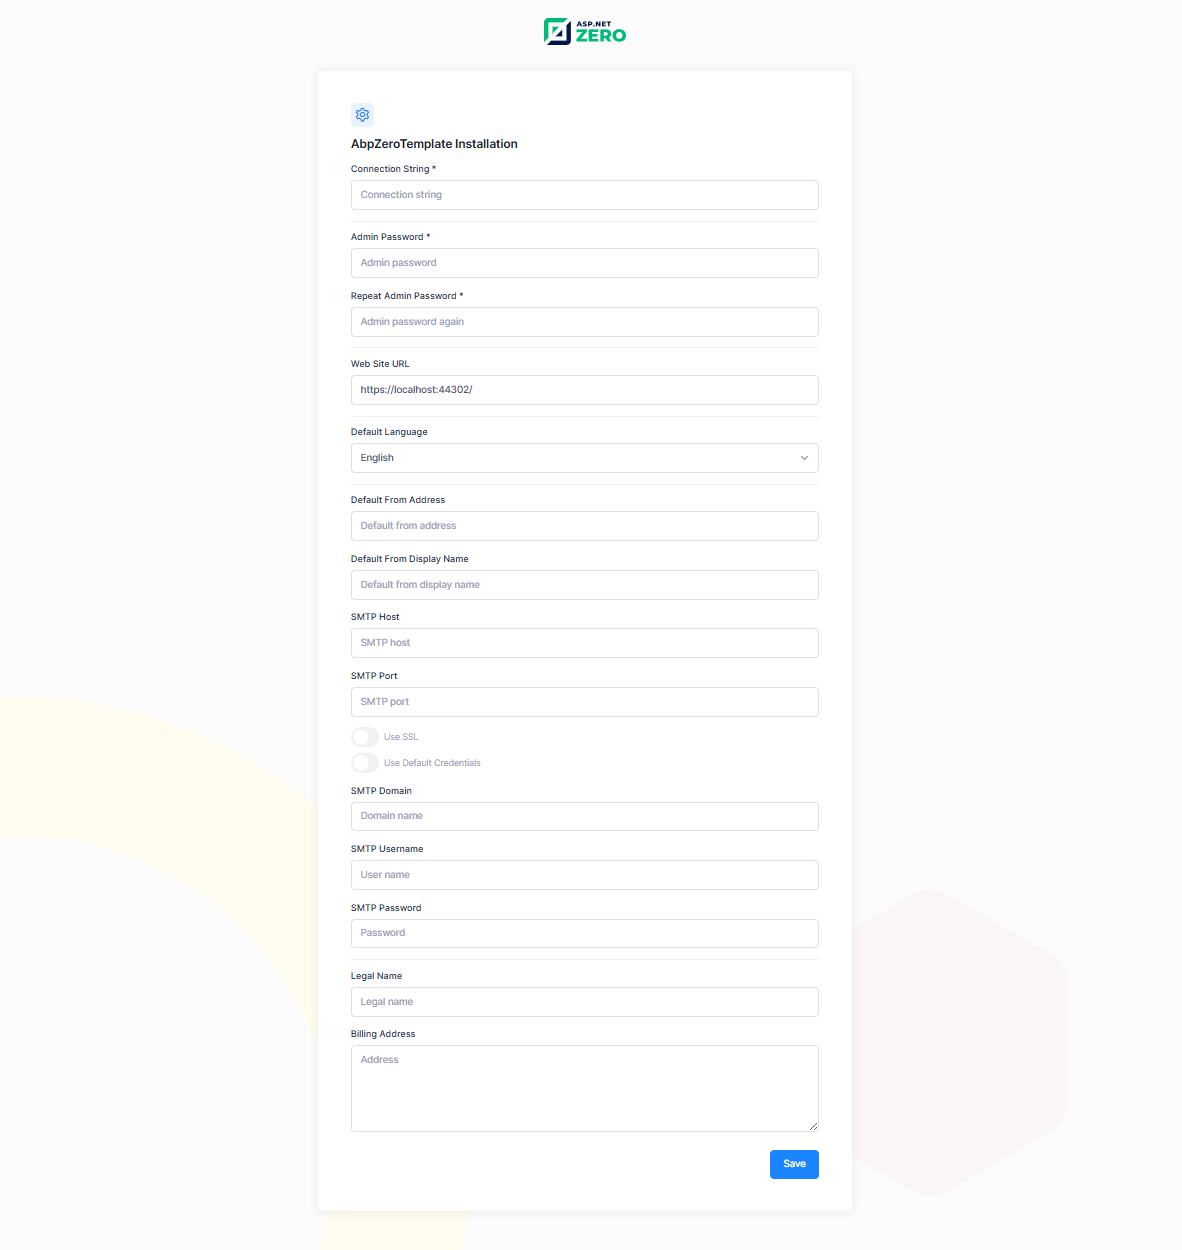 ASP.NET
ZERO
AbpZeroTemplate Installation
Connection String *
Connection string
Admin Password *
Admin password
Repeat Admin Password *
Admin password again
Web Site URL
https://localhost:44302/
Default Language
English
Default From Address
Default from address
Default From Display Name
Default from display name
SMTP Host
SMTP host
SMTP Port
SMTP port
Use SSL
Use Default Credentials
SMTP Domain
Domain name
SMTP Username
User name
SMTP Password
Password
Legal Name
Legal name
Billing Address
Address
Save